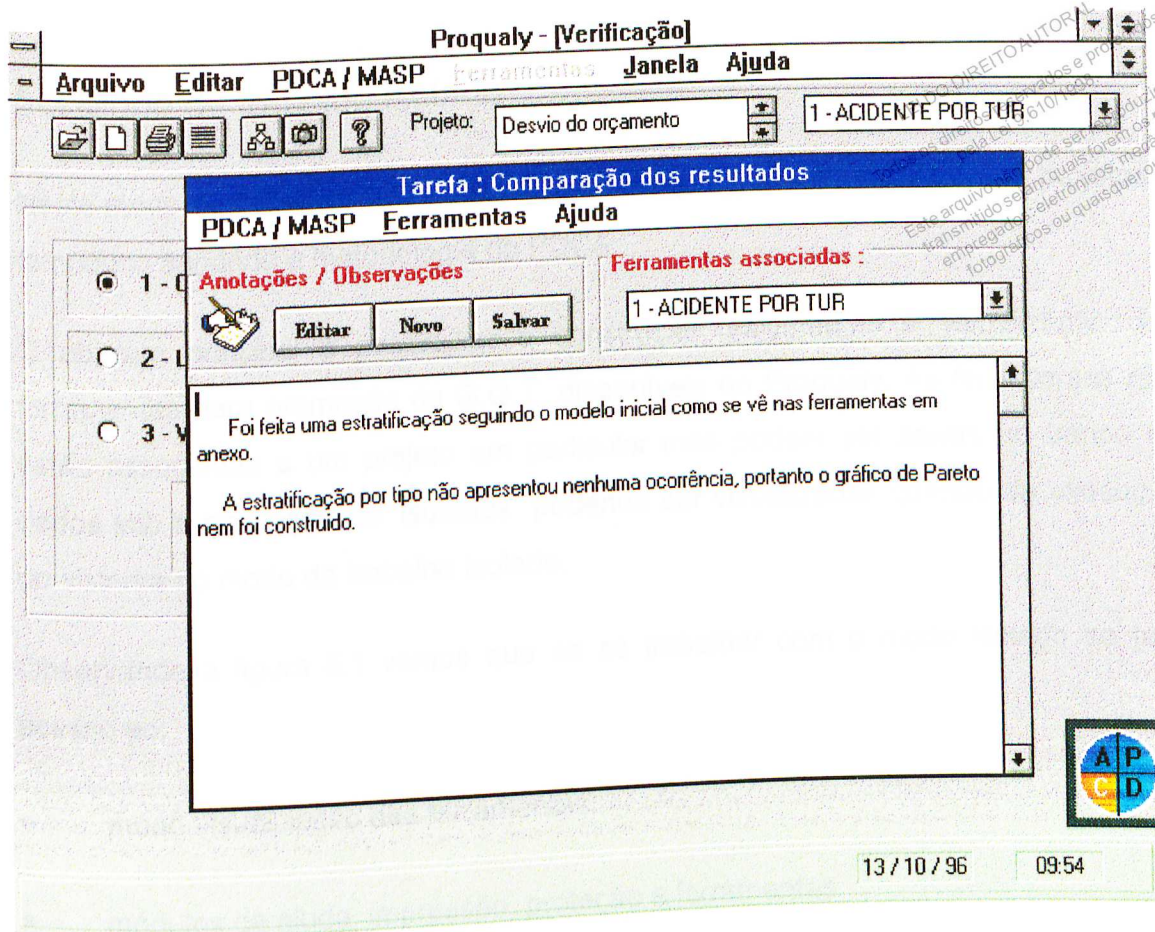 Proqualy - [Verificação]
Arquivo Editar PDCA / MASP Ferramentas Janela Ajuda
Projeto: Desvio do orçamento 1 - ACIDENTE POR TUR
Tarefa : Comparação dos resultados
PDCA / MASP Ferramentas Ajuda
Anotações / Observações
Ferramentas associadas :
Editar Novo Salvar
1 - ACIDENTE POR TUR
1 -
2 - L
3 - V
Foi feita uma estratificação seguindo o modelo inicial como se vê nas ferramentas em
anexo.
A estratificação por tipo não apresentou nenhuma ocorrência, portanto o gráfico de Pareto
nem foi construido.
A P
C D
13 / 10 / 96 09:54
DIREITO AUTORAL